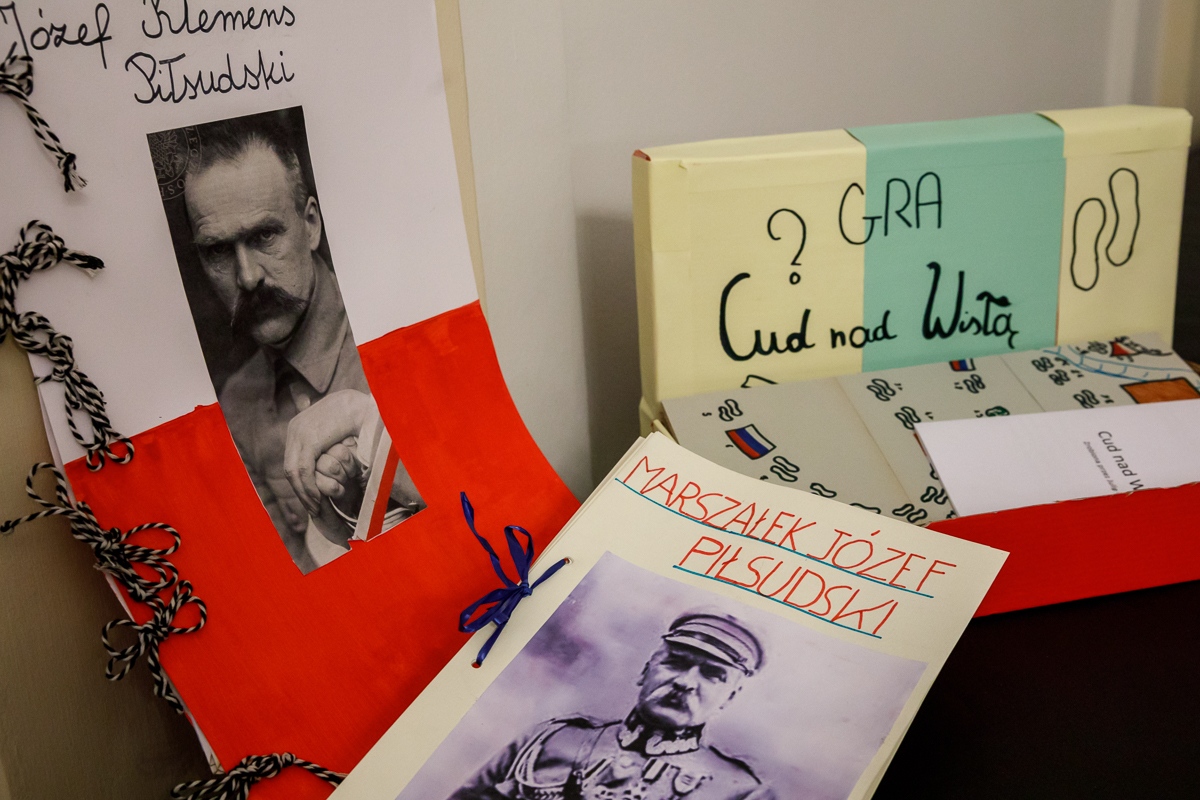 Józef Klemens
Piłsudski
? GRA
Cud nad Wisłą
MARSZAŁEK JÓZEF
PIŁSUDSKI
Cud nad W